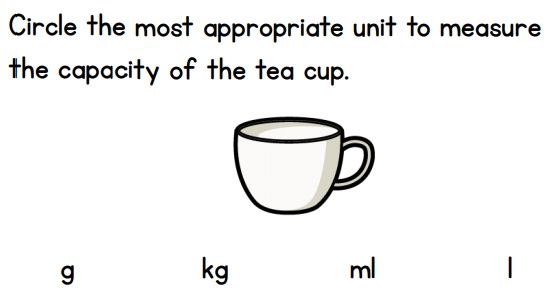 Circle the most appropriate unit to measure
the capacity of the tea cup.
g kg ml l